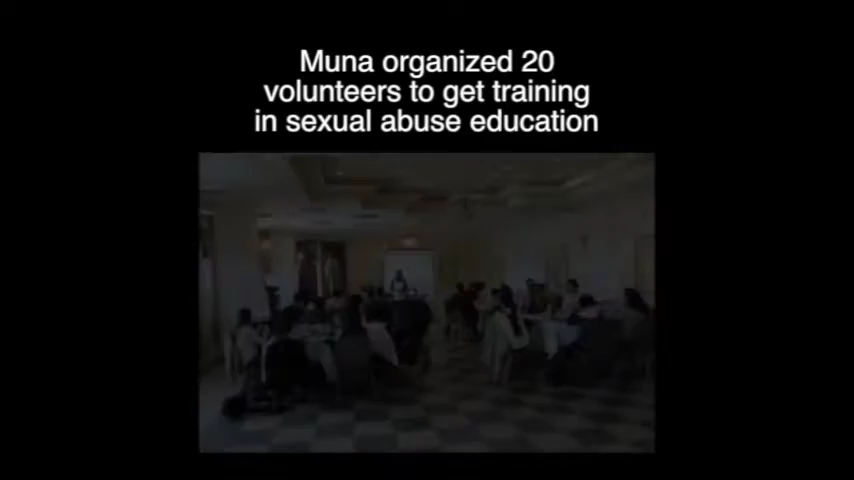 Muna organized 20
volunteers to get training
in sexual abuse education